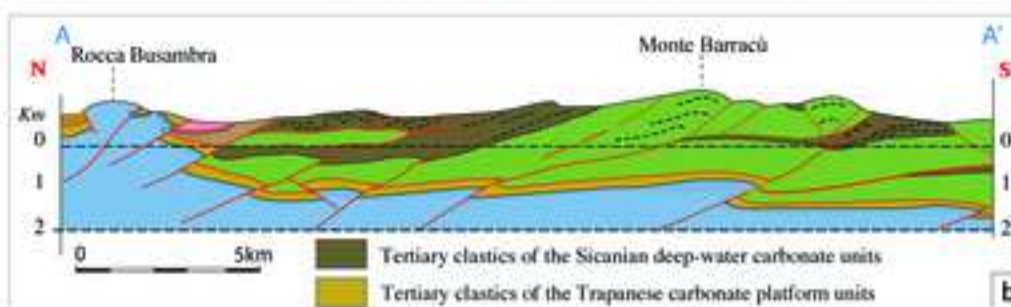 A A'
Rocca Busambra Monte Barracù
N S
Km
0 0
1 1
2 2
0 5km
Tertiary clastics of the Sicanian deep-water carbonate units
Tertiary clastics of the Trapanese carbonate platform units
b